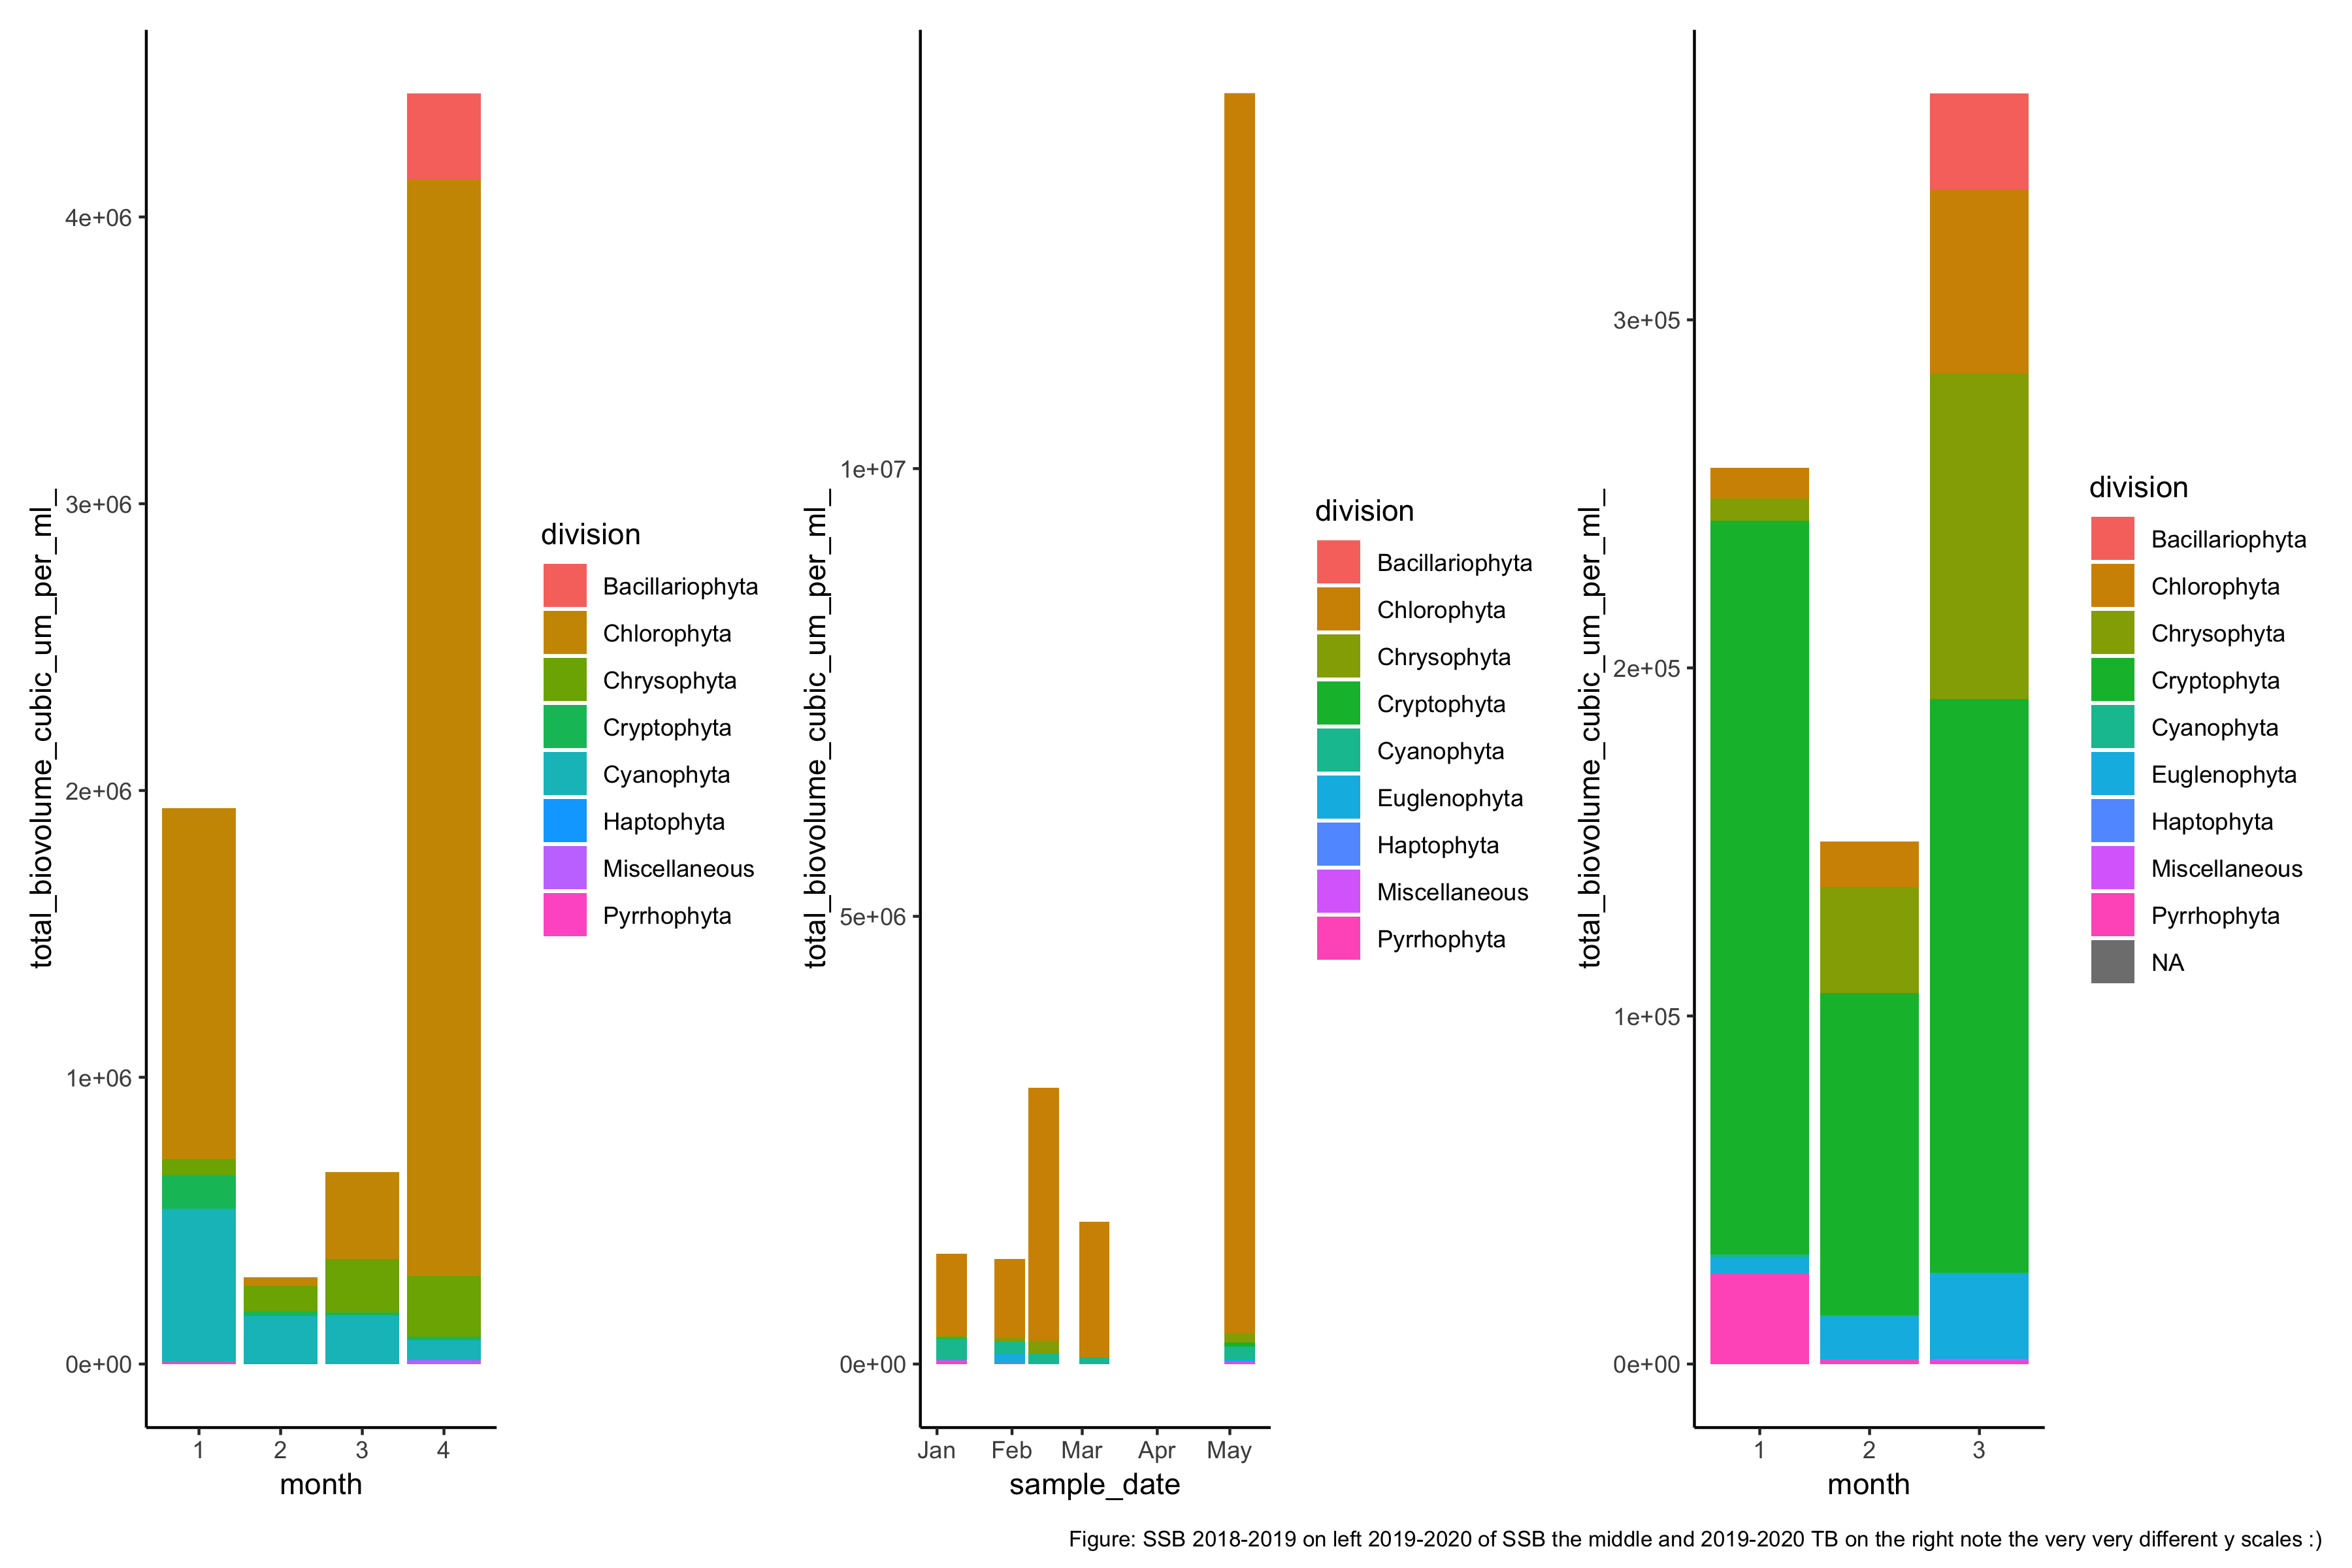 total_biovolume_cubic_um_per_ml_
4e+06
3e+06
2e+06
1e+06
0e+00
1
2
3
4
month
division
Bacillariophyta
Chlorophyta
Chrysophyta
Cryptophyta
Cyanophyta
Haptophyta
Miscellaneous
Pyrrhophyta
total_biovolume_cubic_um_per_ml_
1e+07
5e+06
0e+00
Jan
Feb
Mar
Apr
May
sample_date
division
Bacillariophyta
Chlorophyta
Chrysophyta
Cryptophyta
Cyanophyta
Euglenophyta
Haptophyta
Miscellaneous
Pyrrhophyta
total_biovolume_cubic_um_per_ml_
3e+05
2e+05
1e+05
0e+00
1
2
3
month
division
Bacillariophyta
Chlorophyta
Chrysophyta
Cryptophyta
Cyanophyta
Euglenophyta
Haptophyta
Miscellaneous
Pyrrhophyta
NA
Figure: SSB 2018-2019 on left 2019-2020 of SSB the middle and 2019-2020 TB on the right note the very very different y scales :)